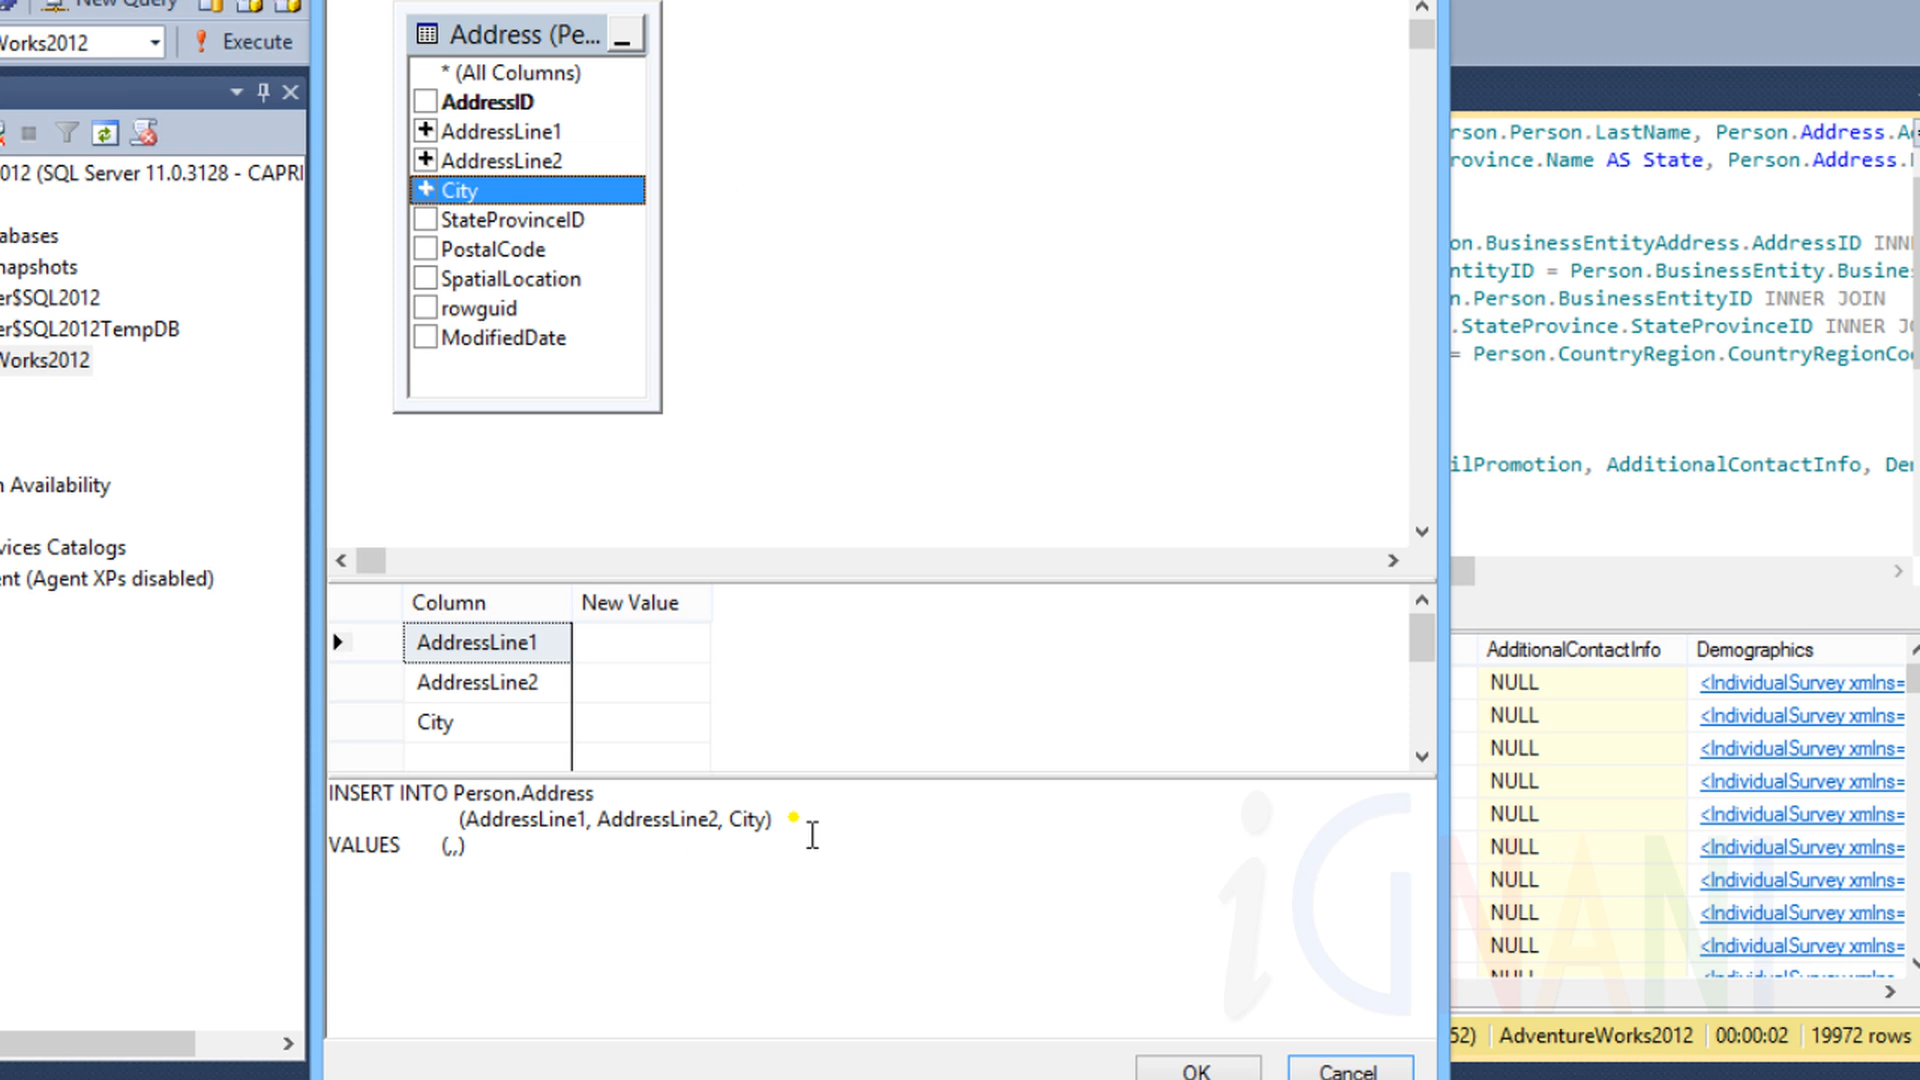 New Query
Works2012
Execute
012 (SQL Server 11.0.3128 - CAPRI
abases
napshots
er$SQL2012
er$SQL2012TempDB
Works2012
n Availability
vices Catalogs
ent (Agent XPs disabled)
Address (Pe...
* (All Columns)
AddressID
AddressLine1
AddressLine2
City
StateProvinceID
PostalCode
SpatialLocation
rowguid
ModifiedDate
Column New Value
AddressLine1
AddressLine2
City
INSERT INTO Person.Address
(AddressLine1, AddressLine2, City)
VALUES (,,)
OK Cancel
rson.Person.LastName, Person.Address.A
rovince.Name AS State, Person.Address.
on.BusinessEntityAddress.AddressID INN
ntityID = Person.BusinessEntity.Busine
n.Person.BusinessEntityID INNER JOIN
.StateProvince.StateProvinceID INNER J
= Person.CountryRegion.CountryRegionCo
ilPromotion, AdditionalContactInfo, De
AdditionalContactInfo Demographics
NULL <IndividualSurvey xmlns=
NULL <IndividualSurvey xmlns=
NULL <IndividualSurvey xmlns=
NULL <IndividualSurvey xmlns=
NULL <IndividualSurvey xmlns=
NULL <IndividualSurvey xmlns=
NULL <IndividualSurvey xmlns=
NULL <IndividualSurvey xmlns=
NULL <IndividualSurvey xmlns=
NULL <IndividualSurvey xmlns=
iGNANI
52) AdventureWorks2012 00:00:02 19972 rows